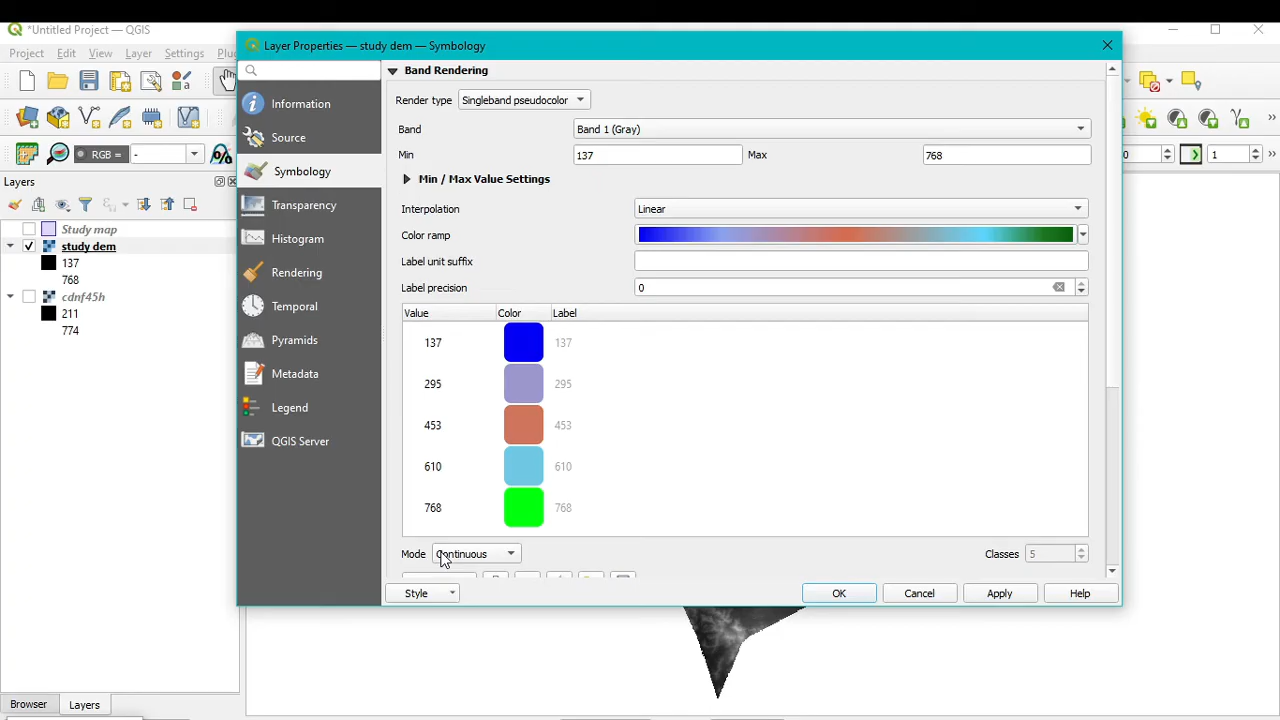 *Untitled Project — QGIS
Project Edit View Layer Settings Plu
RGB = -
0 1
Layers
Study map
study dem
137
768
cdnf45h
211
774
Browser Layers
Layer Properties — study dem — Symbology
Information
Source
Symbology
Transparency
Histogram
Rendering
Temporal
Pyramids
Metadata
Legend
QGIS Server
Band Rendering
Render type Singleband pseudocolor
Band Band 1 (Gray)
Min 137 Max 768
Min / Max Value Settings
Interpolation Linear
Color ramp
Label unit suffix
Label precision 0
Value Color Label
137 137
295 295
453 453
610 610
768 768
Mode Continuous Classes 5
Style OK Cancel Apply Help